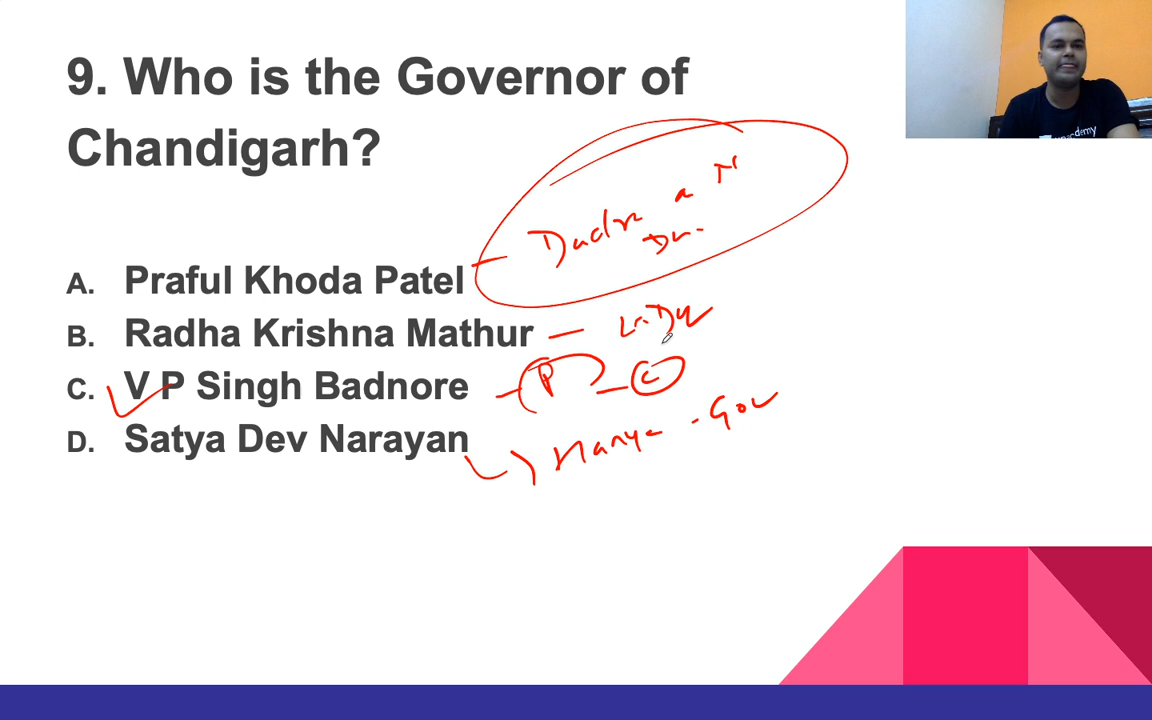 9. Who is the Governor of
Chandigarh?
A. Praful Khoda Patel
B. Radha Krishna Mathur
C. V P Singh Badnore
P
C
D. Satya Dev Narayan